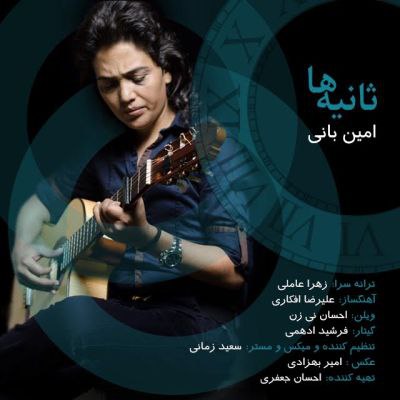 ثانیه ها
امین بانی
ترانه سرا: زهرا عاملی
آهنگساز: علیرضا افکاری
ویلن: احسان نی زن
گیتار: فرشید ادهمی
تنظیم کننده و میکس و مستر: سعید زمانی
عکس : امیر بهزادی
تهیه کننده: احسان جعفری